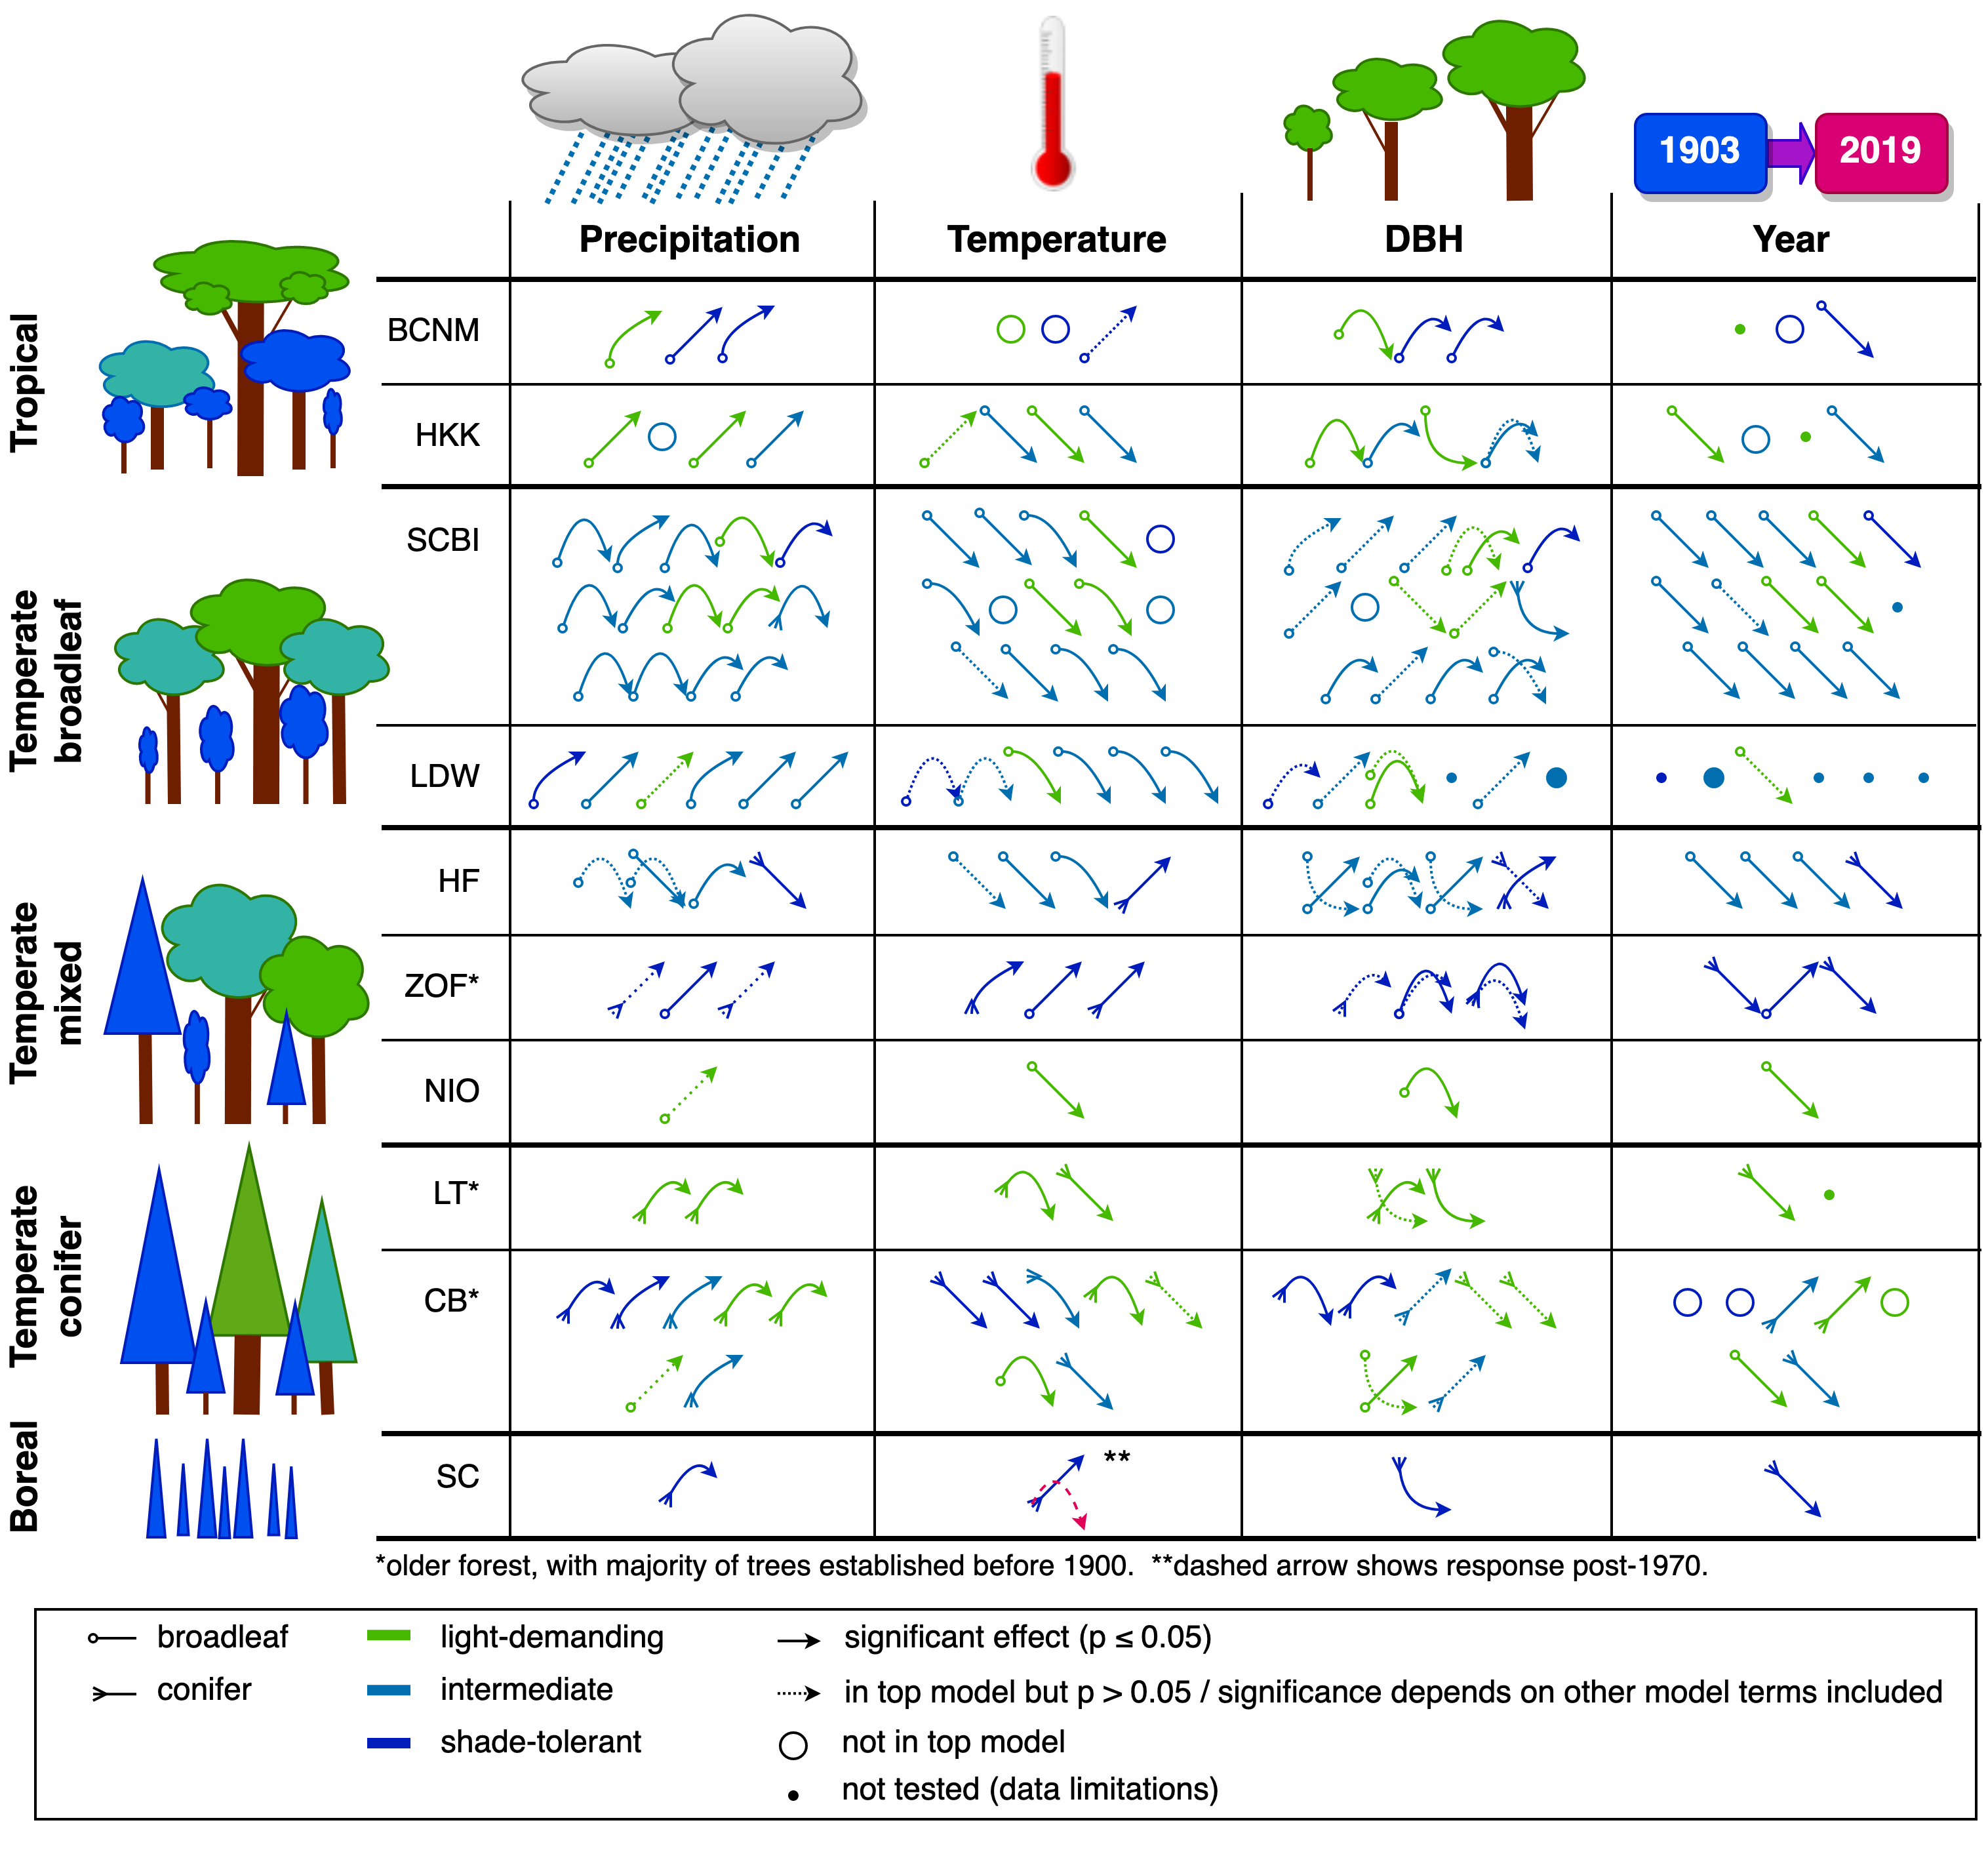 1903 2019
Precipitation Temperature DBH Year
Tropical
BCNM
HKK
Temperate
broadleaf
SCBI
LDW
Temperate
mixed
HF
ZOF*
NIO
Temperate
conifer
LT*
CB*
Boreal
SC **
*older forest, with majority of trees established before 1900. **dashed arrow shows response post-1970.
broadleaf light-demanding significant effect (p ≤ 0.05)
conifer intermediate in top model but p > 0.05 / significance depends on other model terms included
shade-tolerant not in top model
not tested (data limitations)